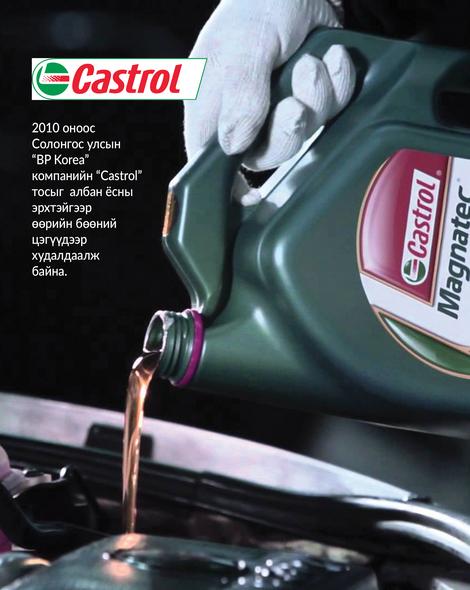 Castrol
2010 оноос
Солонгос улсын
“BP Korea”
компанийн “Castrol”
тосыг албан ёсны
эрхтэйгээр
өөрийн бөөний
цэгүүдээр
худалдаалж
байна.
Castrol
Magnatec